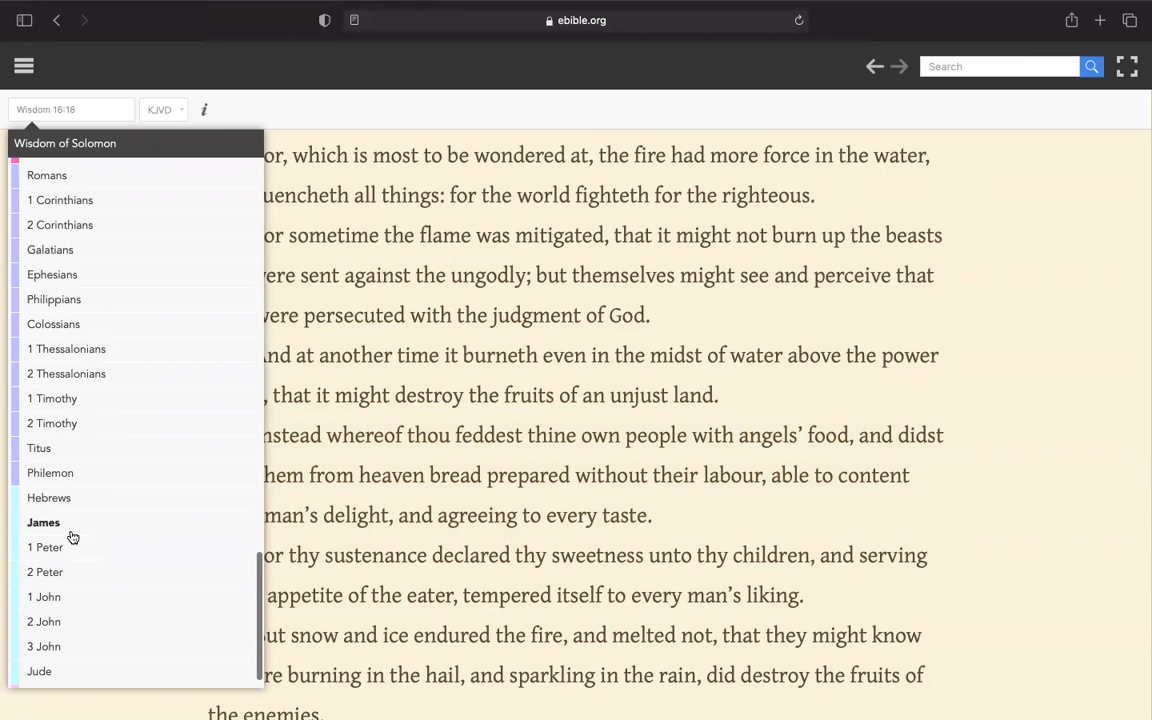 ebible.org
Search
Wisdom 16:18
KJVD
i
Wisdom of Solomon
Romans
1 Corinthians
2 Corinthians
Galatians
Ephesians
Philippians
Colossians
1 Thessalonians
2 Thessalonians
1 Timothy
2 Timothy
Titus
Philemon
Hebrews
James
1 Peter
2 Peter
1 John
2 John
3 John
Jude
or, which is most to be wondered at, the fire had more force in the water,
uencheth all things: for the world fighteth for the righteous.
or sometime the flame was mitigated, that it might not burn up the beasts
ere sent against the ungodly; but themselves might see and perceive that
ere persecuted with the judgment of God.
And at another time it burneth even in the midst of water above the power
, that it might destroy the fruits of an unjust land.
nstead whereof thou feddest thine own people with angels’ food, and didst
hem from heaven bread prepared without their labour, able to content
man’s delight, and agreeing to every taste.
or thy sustenance declared thy sweetness unto thy children, and serving
appetite of the eater, tempered itself to every man’s liking.
ut snow and ice endured the fire, and melted not, that they might know
re burning in the hail, and sparkling in the rain, did destroy the fruits of
the enemies.